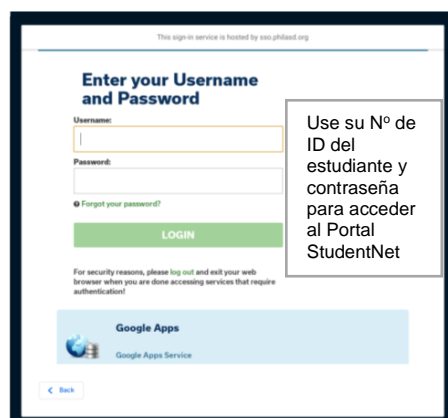 This sign-in service is hosted by sso.philasd.org
Enter your Username
and Password
Username:
Password:
Forgot your password?
LOGIN
For security reasons, please log out and exit your web
browser when you are done accessing services that require
authentication!
Google Apps
Google Apps Service
Back
Use su Nº de
ID del
estudiante y
contraseña
para acceder
al Portal
StudentNet